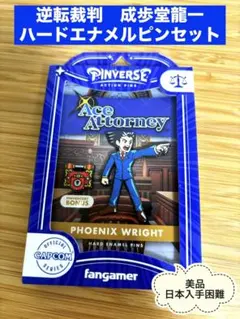 逆転裁判 成歩堂龍一
ハードエナメルピンセット
PINVERSE
ACTION PINS
Ace
Attorney
BONUS
PHOENIX WRIGHT
HARD ENAMEL PINS
OFFICIAL
CAPCOM
SERIES
fangamer
美品
日本入手困難